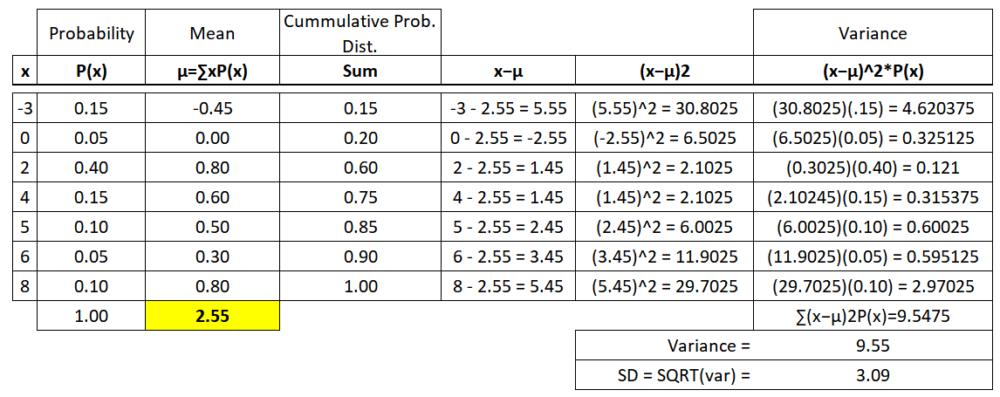 Probability Mean Cummulative Prob. Dist. Variance
x P(x) μ=∑xP(x) Sum x−μ (x−μ)2 (x−μ)^2*P(x)
-3 0.15 -0.45 0.15 -3 - 2.55 = 5.55 (5.55)^2 = 30.8025 (30.8025)(.15) = 4.620375
0 0.05 0.00 0.20 0 - 2.55 = -2.55 (-2.55)^2 = 6.5025 (6.5025)(0.05) = 0.325125
2 0.40 0.80 0.60 2 - 2.55 = 1.45 (1.45)^2 = 2.1025 (0.3025)(0.40) = 0.121
4 0.15 0.60 0.75 4 - 2.55 = 1.45 (1.45)^2 = 2.1025 (2.10245)(0.15) = 0.315375
5 0.10 0.50 0.85 5 - 2.55 = 2.45 (2.45)^2 = 6.0025 (6.0025)(0.10) = 0.60025
6 0.05 0.30 0.90 6 - 2.55 = 3.45 (3.45)^2 = 11.9025 (11.9025)(0.05) = 0.595125
8 0.10 0.80 1.00 8 - 2.55 = 5.45 (5.45)^2 = 29.7025 (29.7025)(0.10) = 2.97025
1.00 2.55 ∑(x−μ)2P(x)=9.5475
Variance = 9.55
SD = SQRT(var) = 3.09